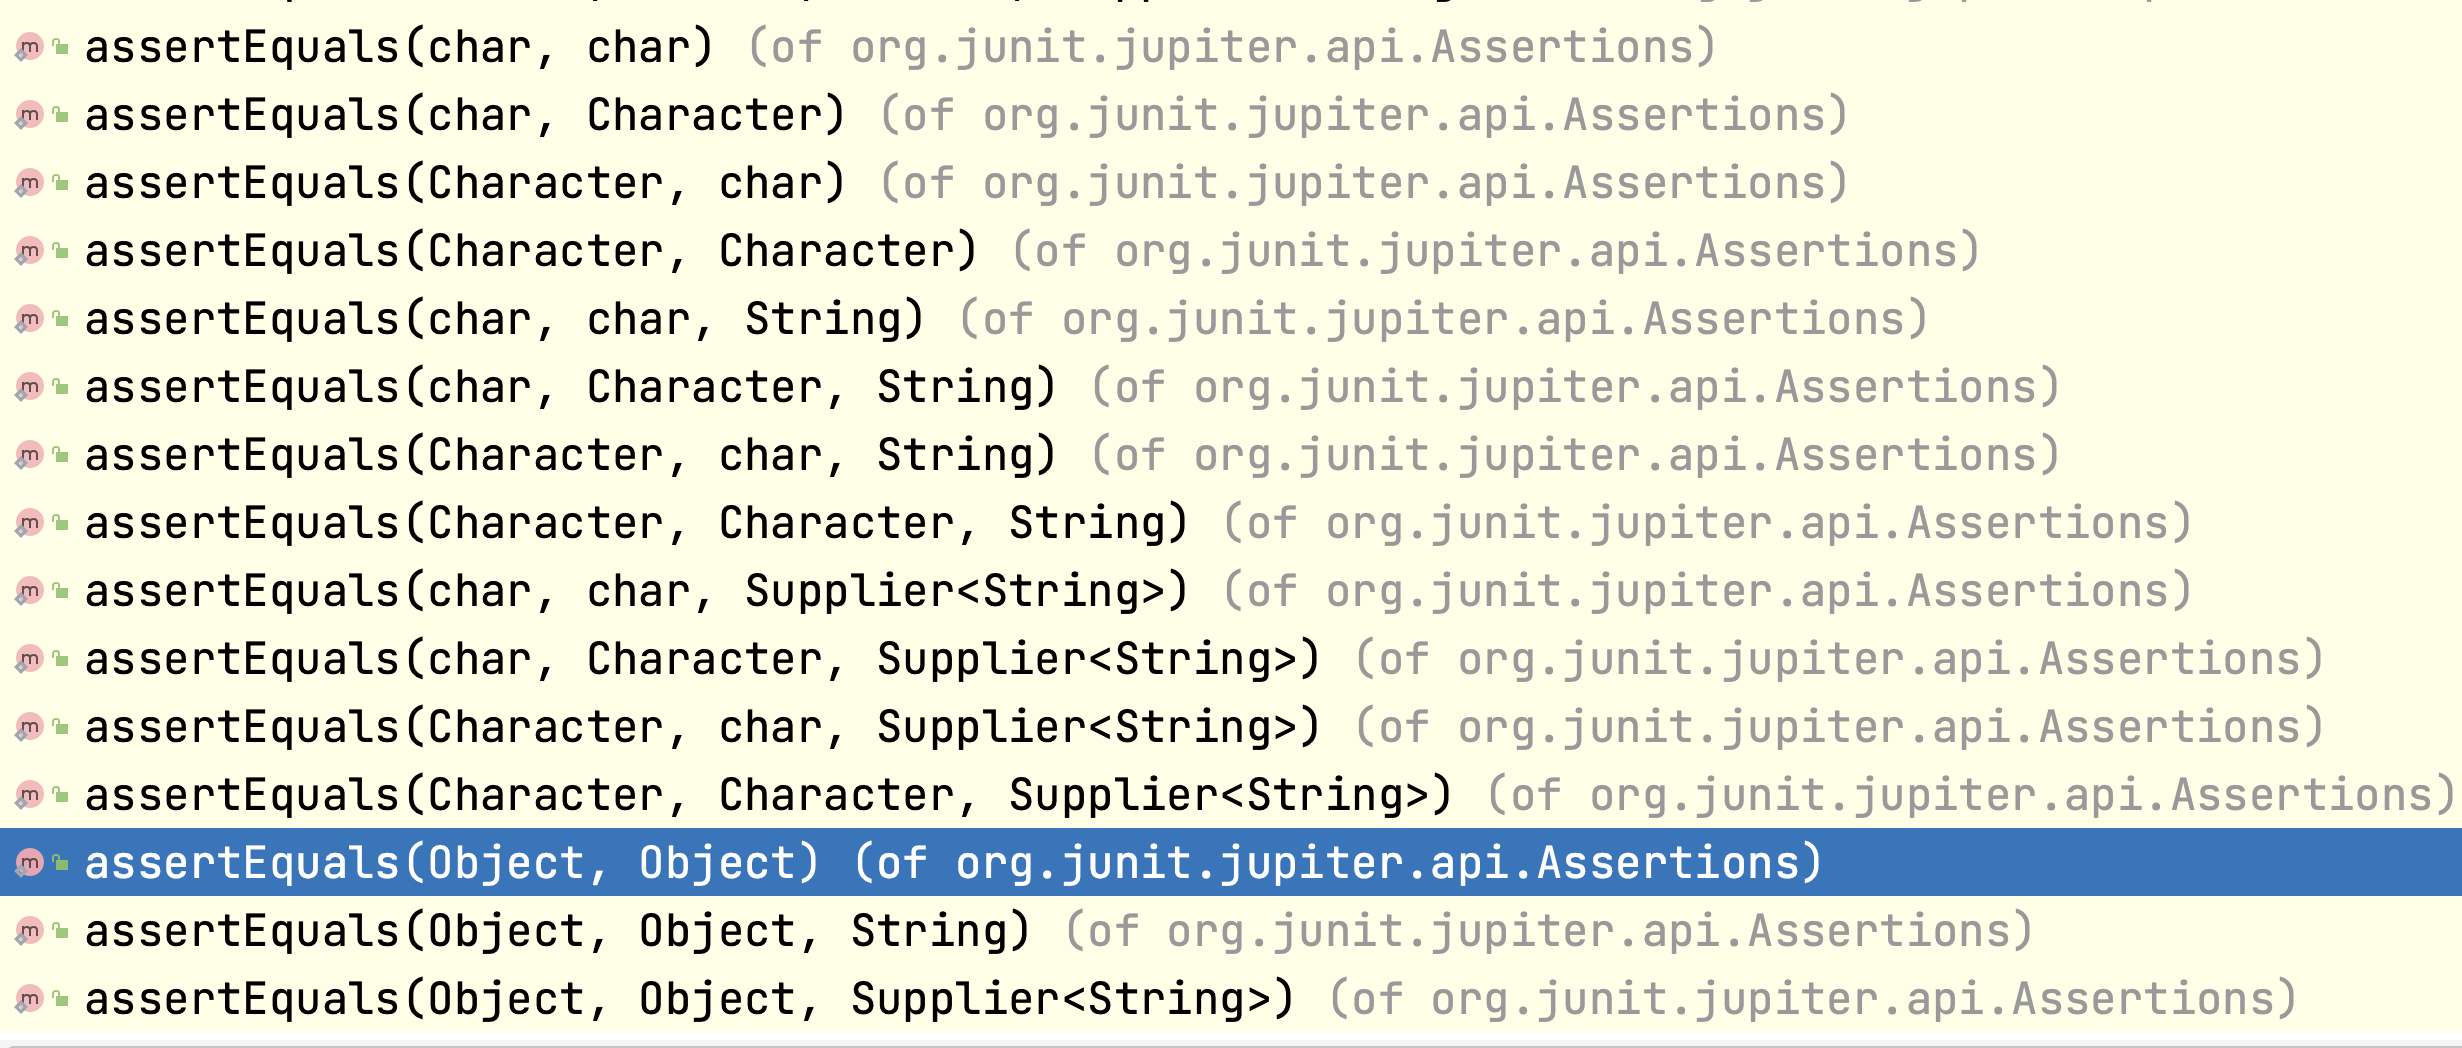 assertEquals(char, char) (of org.junit.jupiter.api.Assertions)
assertEquals(char, Character) (of org.junit.jupiter.api.Assertions)
assertEquals(Character, char) (of org.junit.jupiter.api.Assertions)
assertEquals(Character, Character) (of org.junit.jupiter.api.Assertions)
assertEquals(char, char, String) (of org.junit.jupiter.api.Assertions)
assertEquals(char, Character, String) (of org.junit.jupiter.api.Assertions)
assertEquals(Character, char, String) (of org.junit.jupiter.api.Assertions)
assertEquals(Character, Character, String) (of org.junit.jupiter.api.Assertions)
assertEquals(char, char, Supplier<String>) (of org.junit.jupiter.api.Assertions)
assertEquals(char, Character, Supplier<String>) (of org.junit.jupiter.api.Assertions)
assertEquals(Character, char, Supplier<String>) (of org.junit.jupiter.api.Assertions)
assertEquals(Character, Character, Supplier<String>) (of org.junit.jupiter.api.Assertions)
assertEquals(Object, Object) (of org.junit.jupiter.api.Assertions)
assertEquals(Object, Object, String) (of org.junit.jupiter.api.Assertions)
assertEquals(Object, Object, Supplier<String>) (of org.junit.jupiter.api.Assertions)